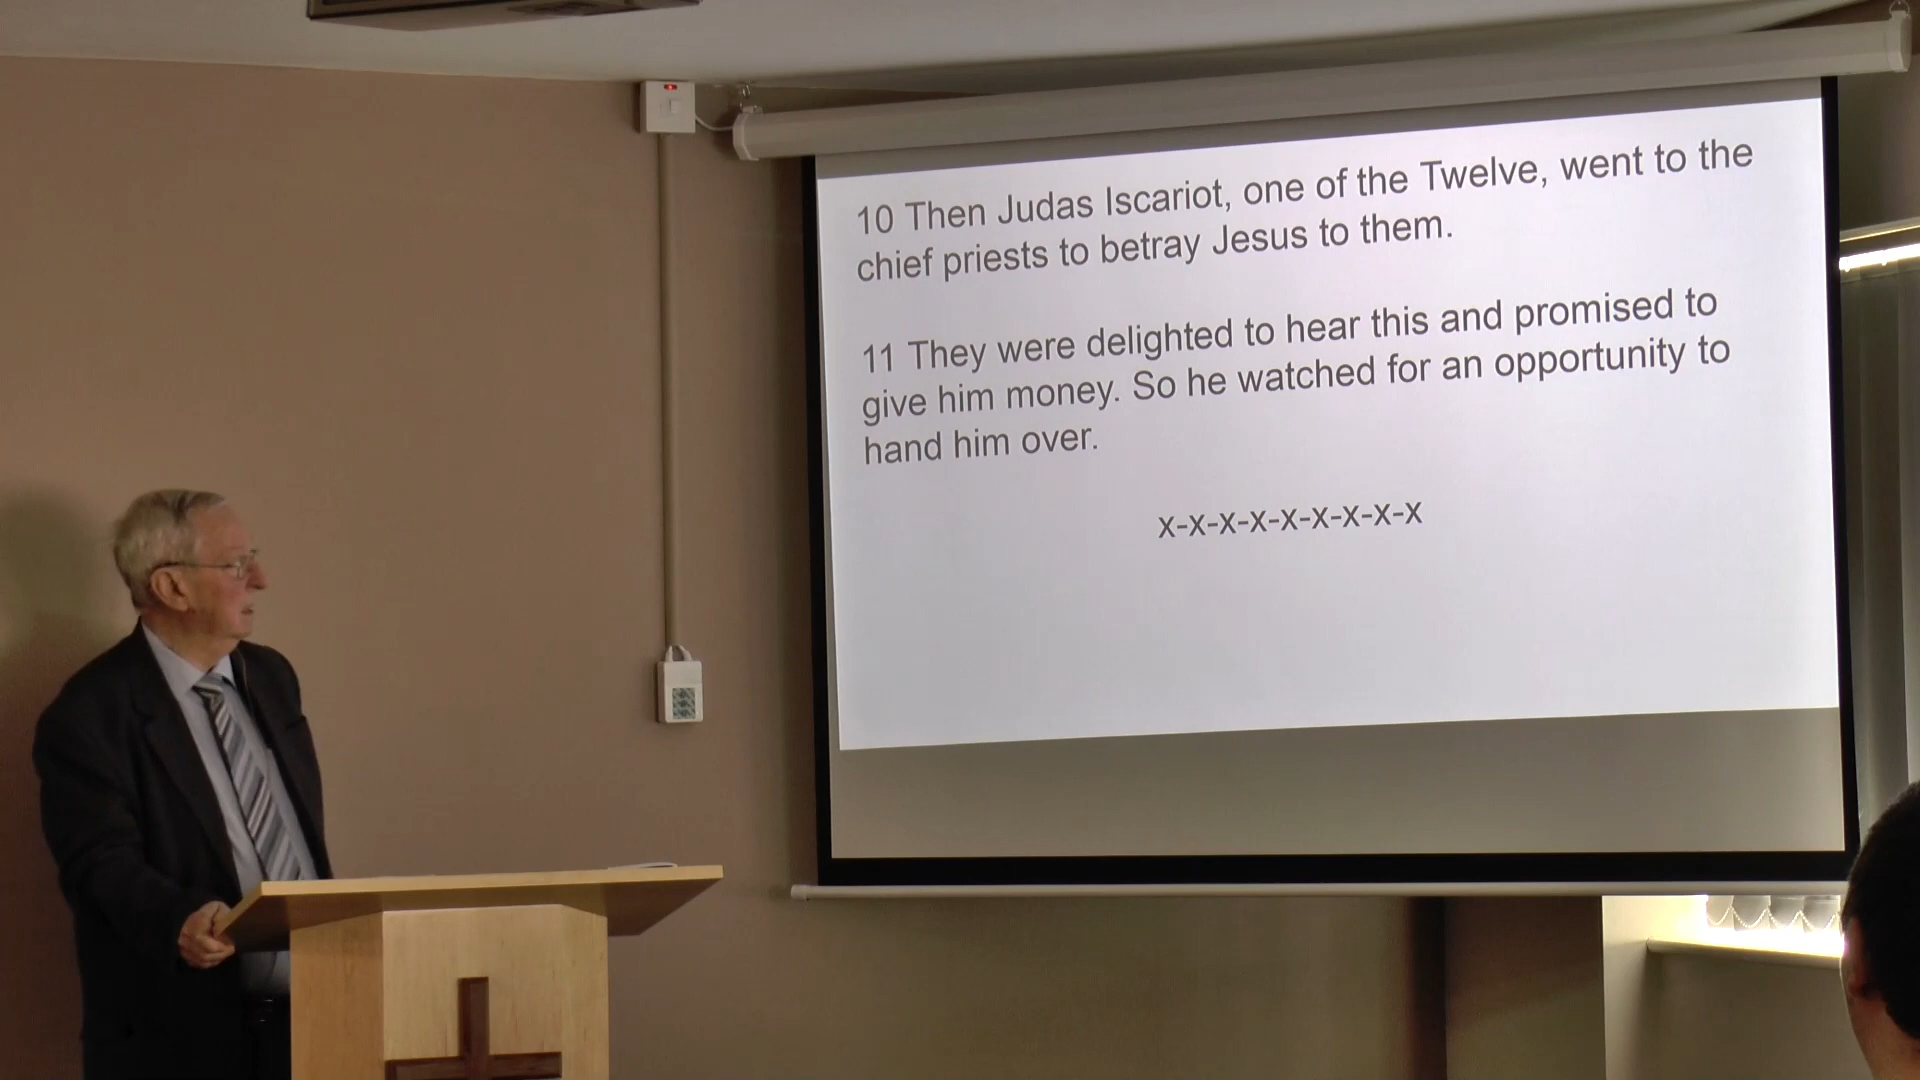 10 Then Judas Iscariot, one of the Twelve, went to the
chief priests to betray Jesus to them.
11 They were delighted to hear this and promised to
give him money. So he watched for an opportunity to
hand him over.
x-x-x-x-x-x-x-x-x